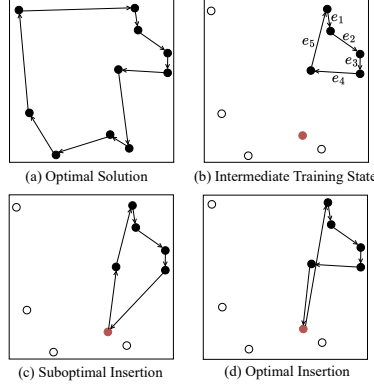 e1
e2
e5
e3
e4
(a) Optimal Solution
(b) Intermediate Training State
(c) Suboptimal Insertion
(d) Optimal Insertion